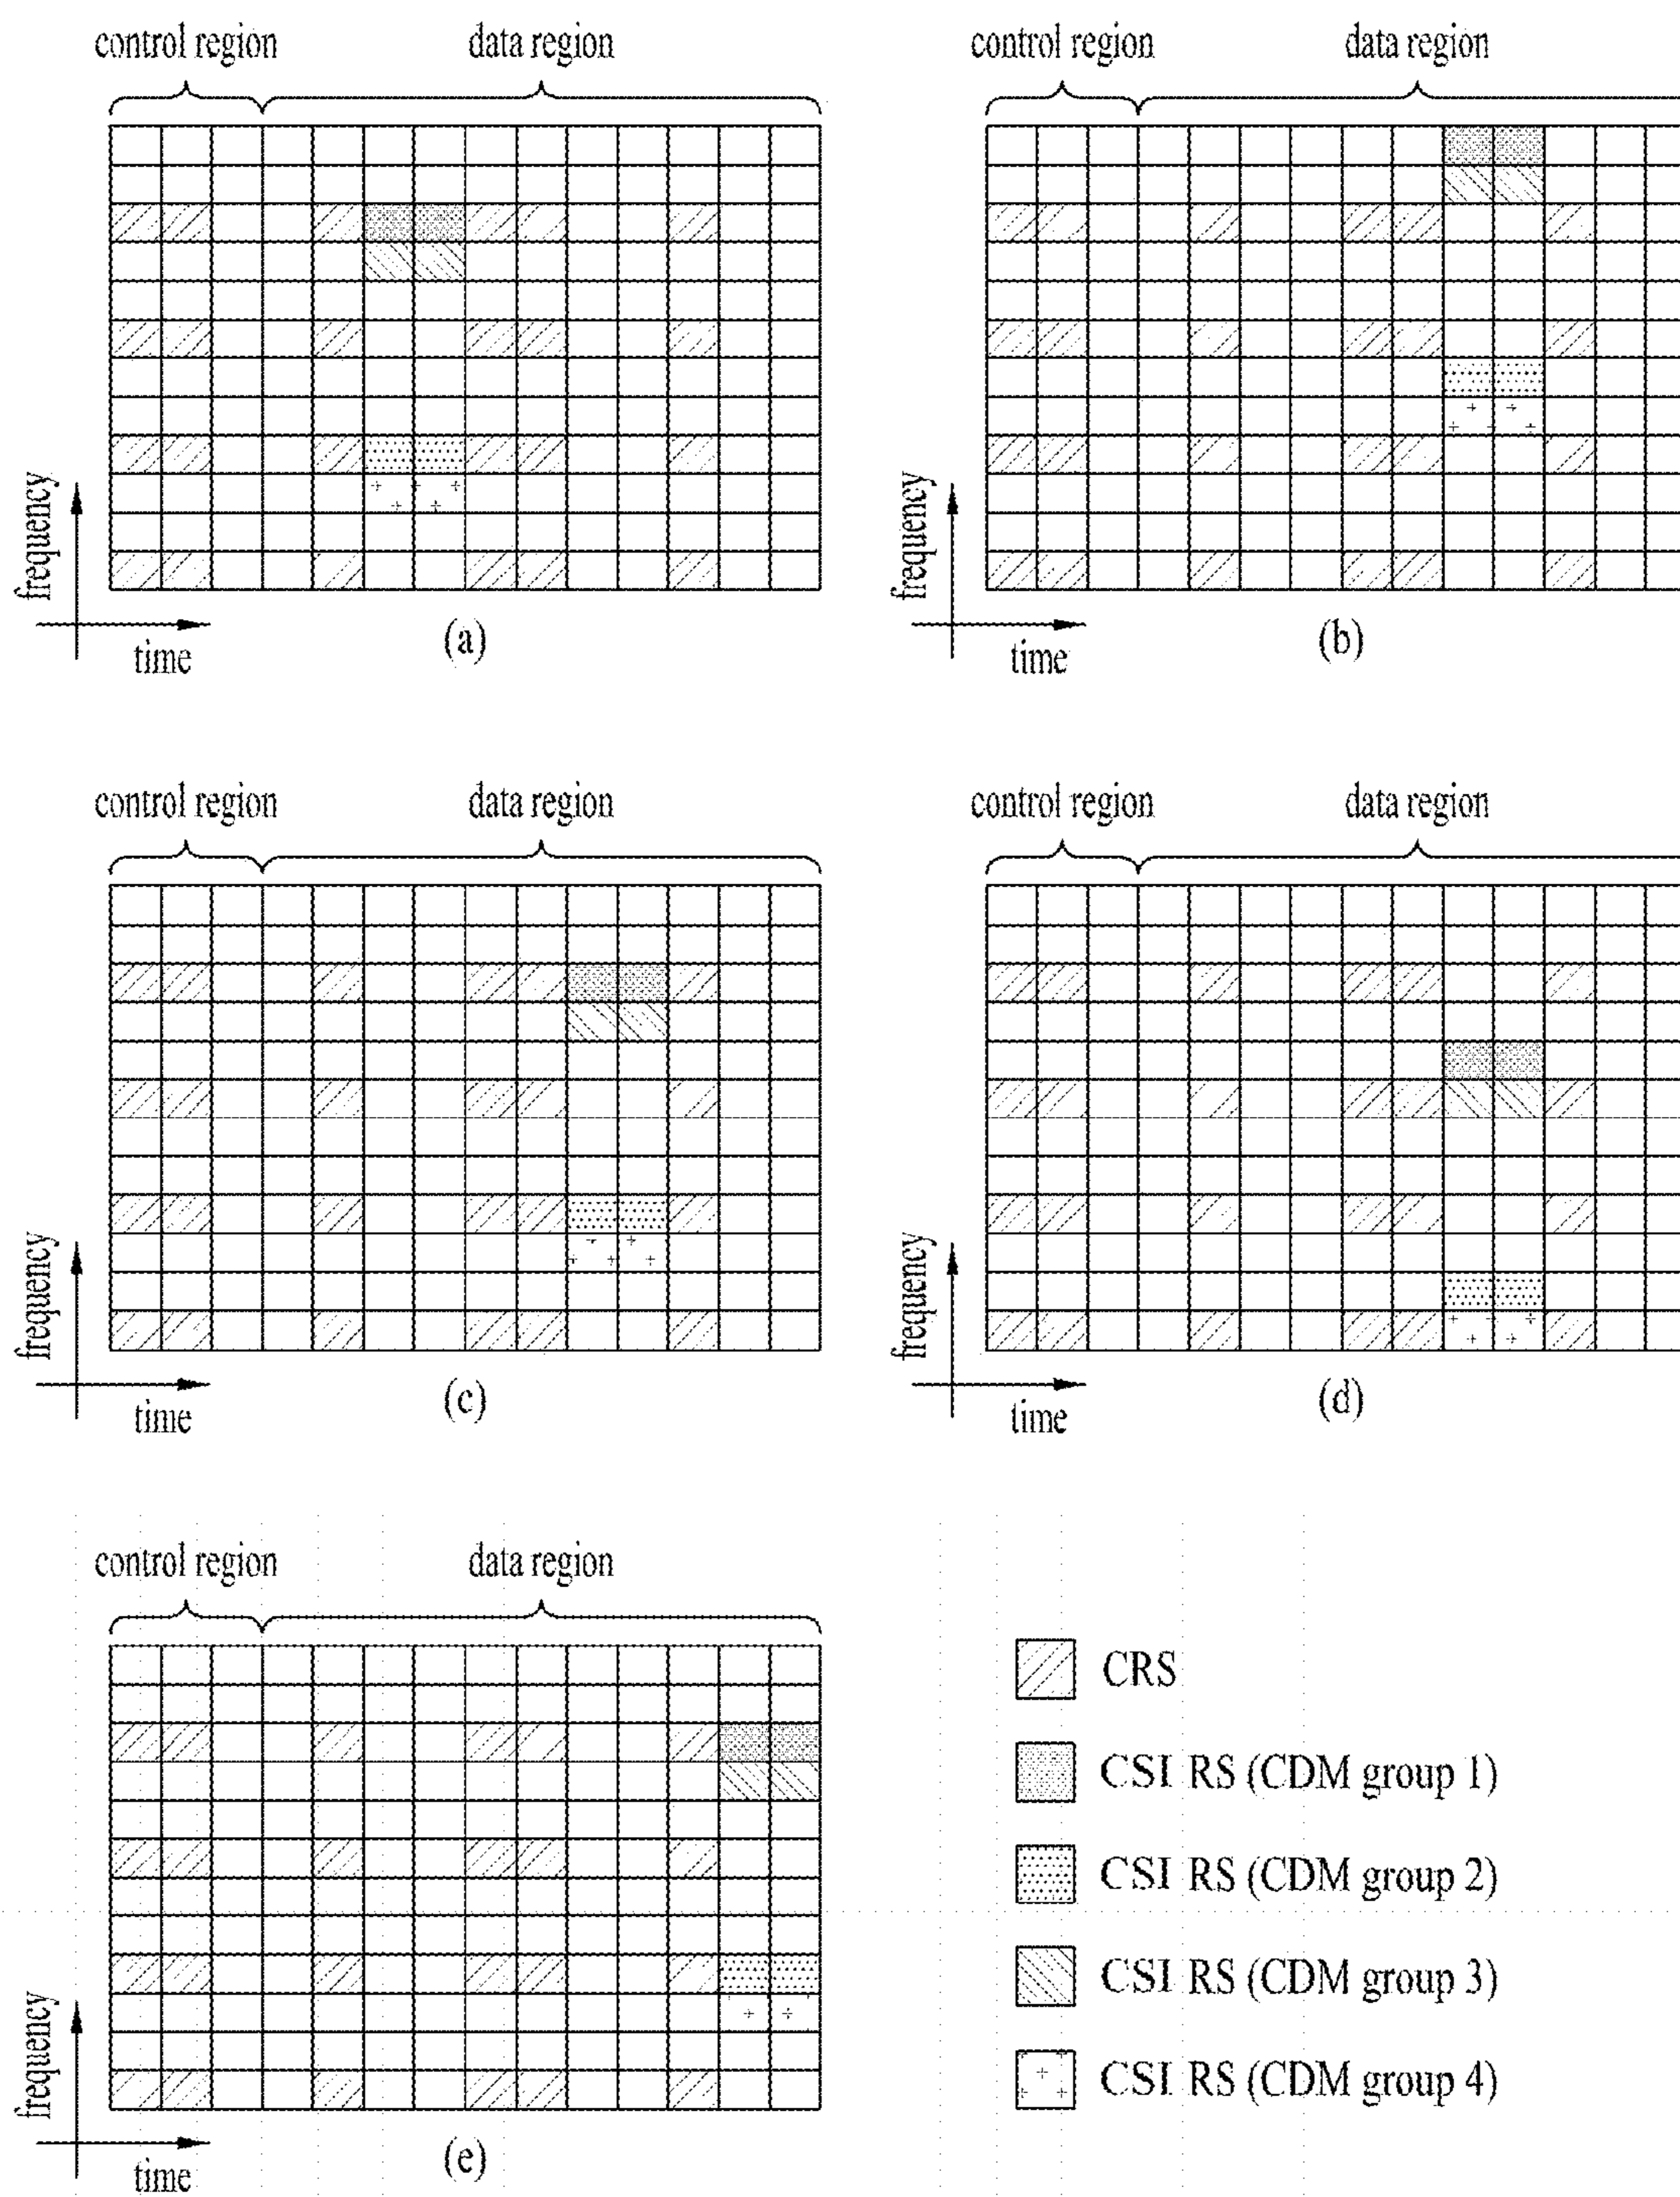 control region
data region
frequency
time
(a)
control region
data region
frequency
time
(b)
control region
data region
frequency
time
(c)
control region
data region
frequency
time
(d)
control region
data region
frequency
time
(e)
CRS
CSI RS (CDM group 1)
CSI RS (CDM group 2)
CSI RS (CDM group 3)
CSI RS (CDM group 4)